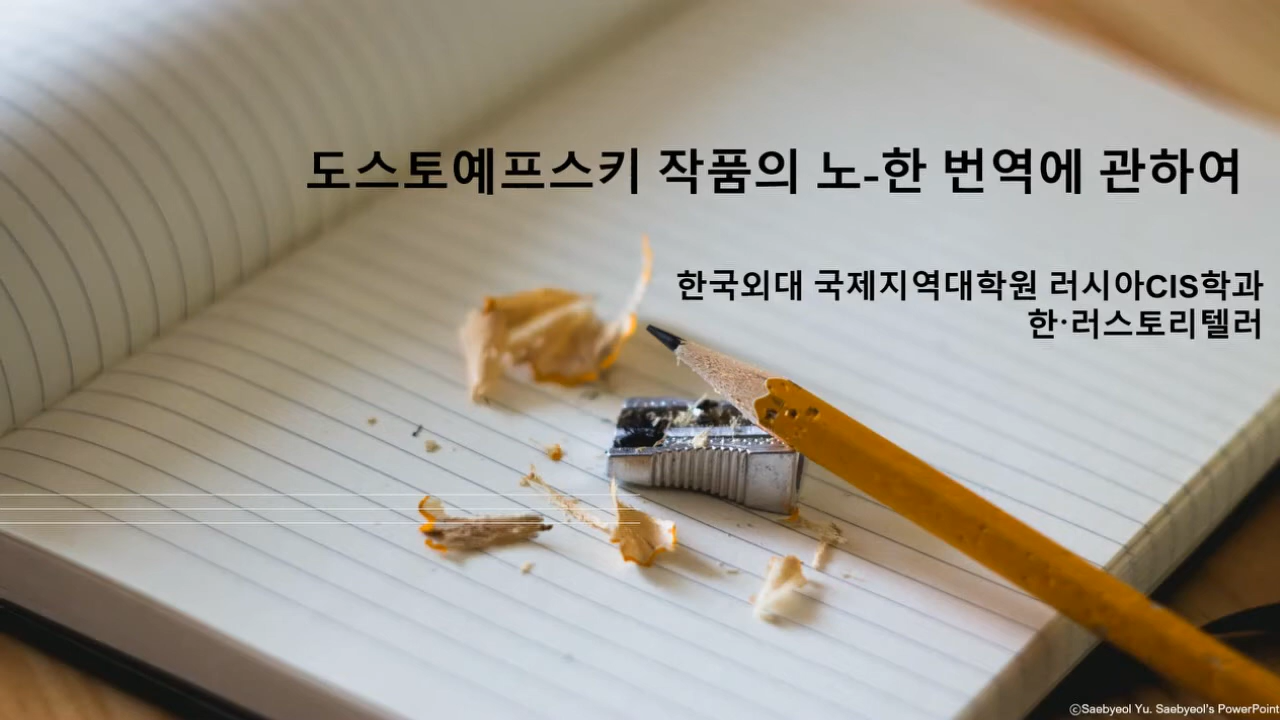 도스토예프스키 작품의 노-한 번역에 관하여
한국외대 국제지역대학원 러시아CIS학과
한·러스토리텔러
©Saebyeol Yu. Saebyeol's PowerPoint